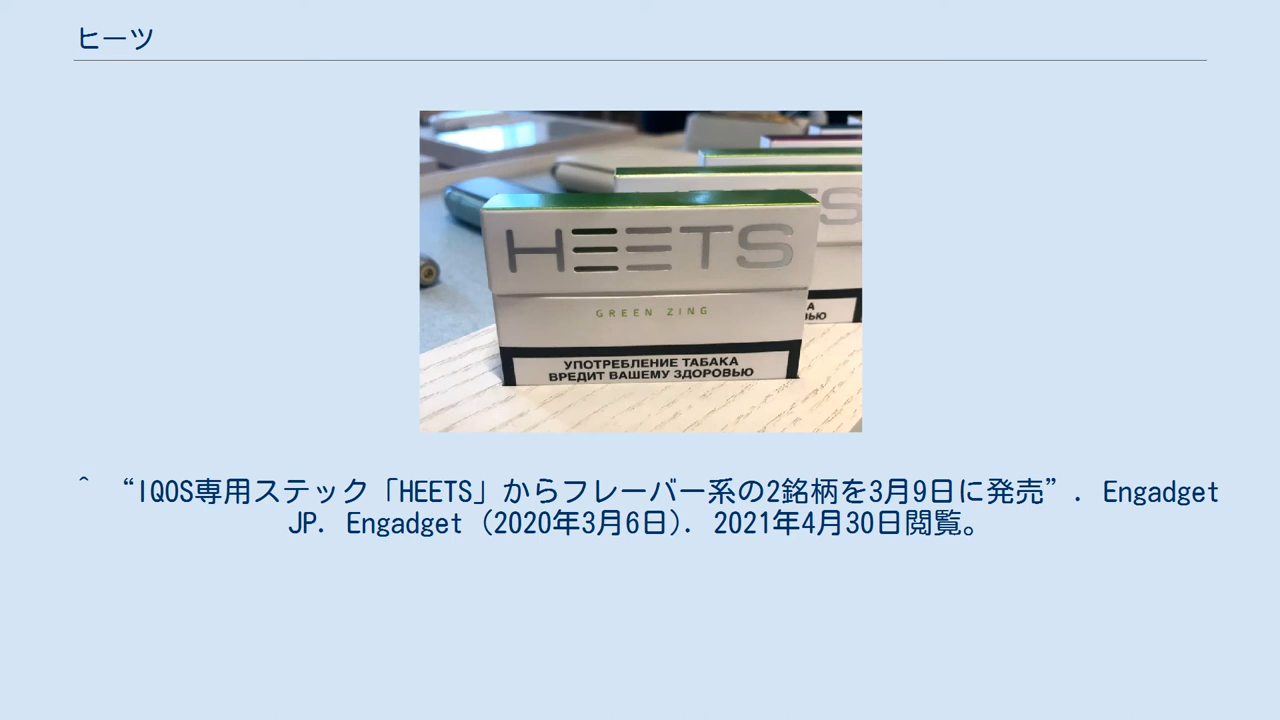 ヒーツ
HEETS
GREEN ZING
УПОТРЕБЛЕНИЕ ТАБАКА
ВРЕДИТ ВАШЕМУ ЗДОРОВЬЮ
^ “IQOS専用ステック「HEETS」からフレーバー系の2銘柄を3月9日に発売”. Engadget
JP. Engadget (2020年3月6日). 2021年4月30日閲覧。